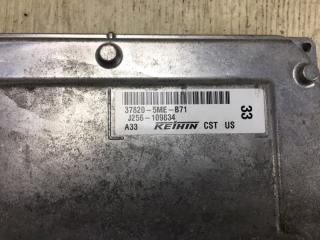 37820-5ME-B71
J256-109834
A33 KEIHIN CST US
33